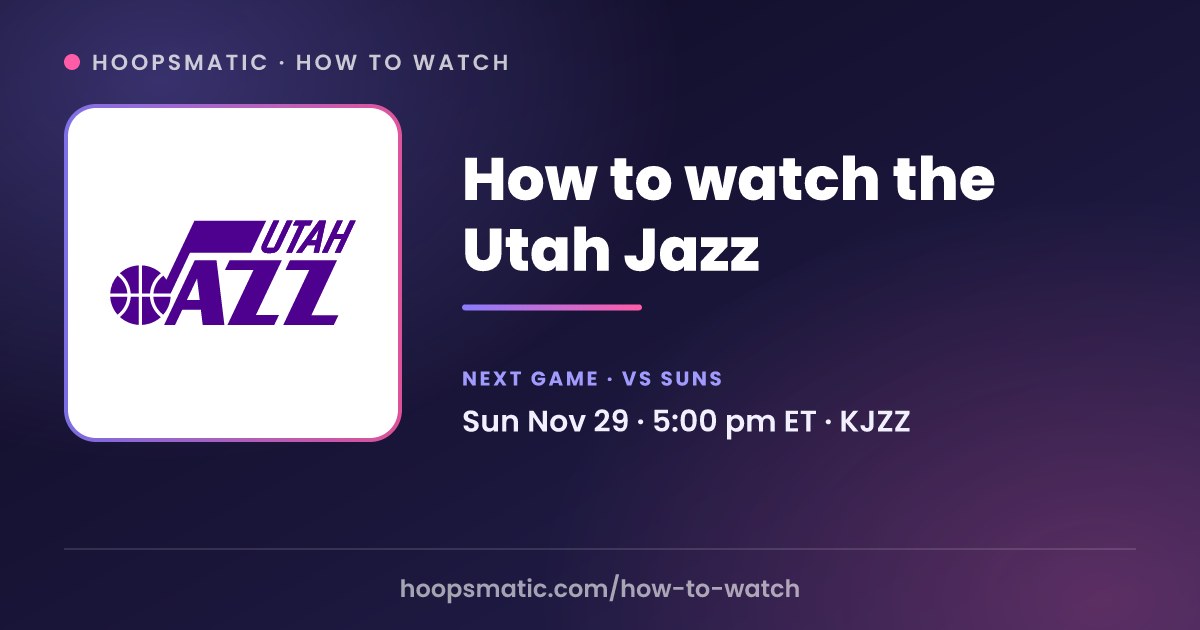 HOOPSMATIC · HOW TO WATCH
UTAH
JAZZ
How to watch the
Utah Jazz
NEXT GAME · VS SUNS
Sun Nov 29 · 5:00 pm ET · KJZZ
hoopsmatic.com/how-to-watch